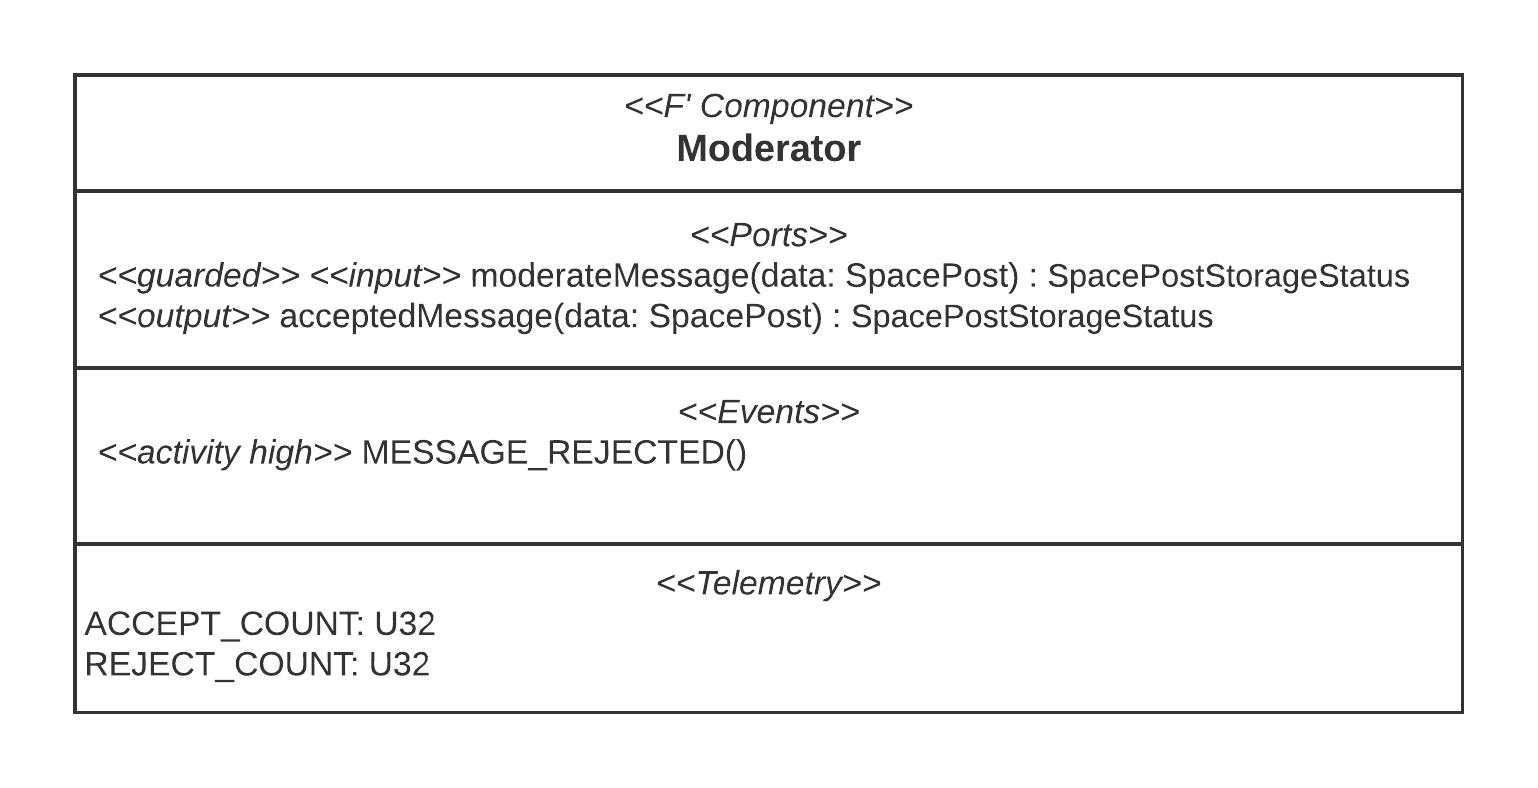 <<F' Component>>
Moderator
<<Ports>>
<<guarded>> <<input>> moderateMessage(data: SpacePost) : SpacePostStorageStatus
<<output>> acceptedMessage(data: SpacePost) : SpacePostStorageStatus
<<Events>>
<<activity high>> MESSAGE_REJECTED()
<<Telemetry>>
ACCEPT_COUNT: U32
REJECT_COUNT: U32